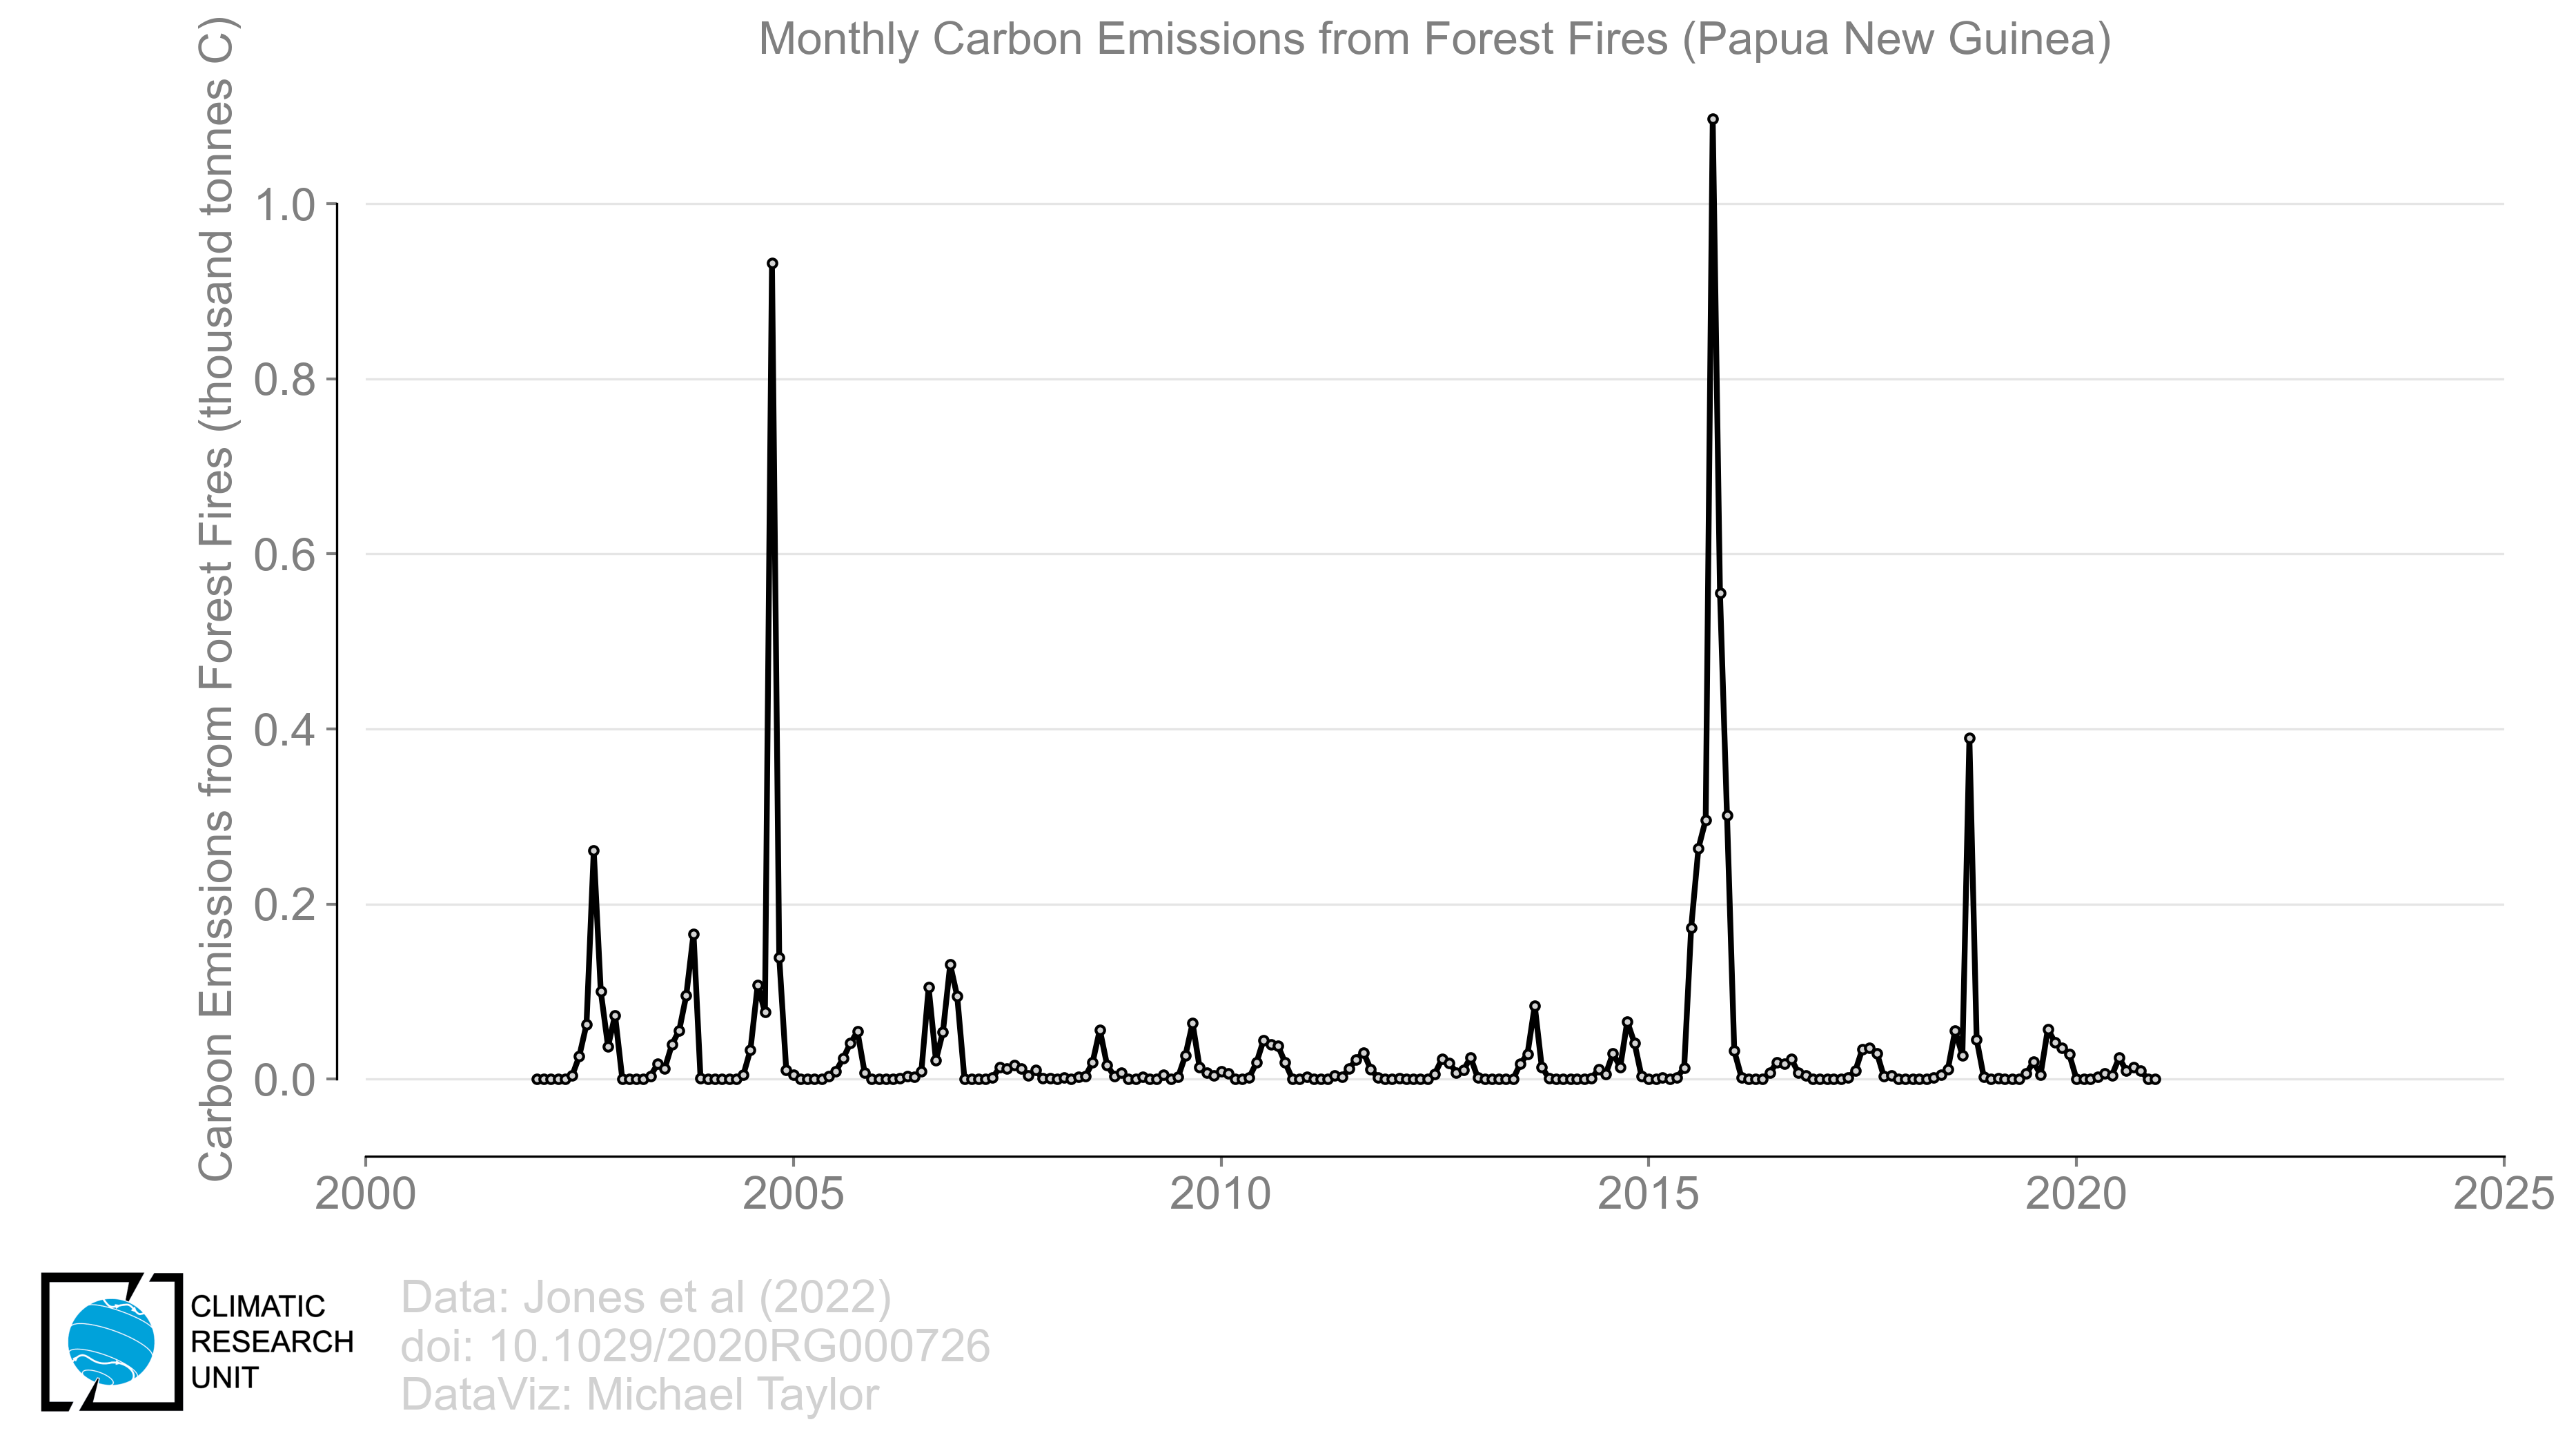 Monthly Carbon Emissions from Forest Fires (Papua New Guinea)
Carbon Emissions from Forest Fires (thousand tonnes C)
1.0
0.8
0.6
0.4
0.2
0.0
2000
2005
2010
2015
2020
2025
CLIMATIC
RESEARCH
UNIT
Data: Jones et al (2022)
doi: 10.1029/2020RG000726
DataViz: Michael Taylor